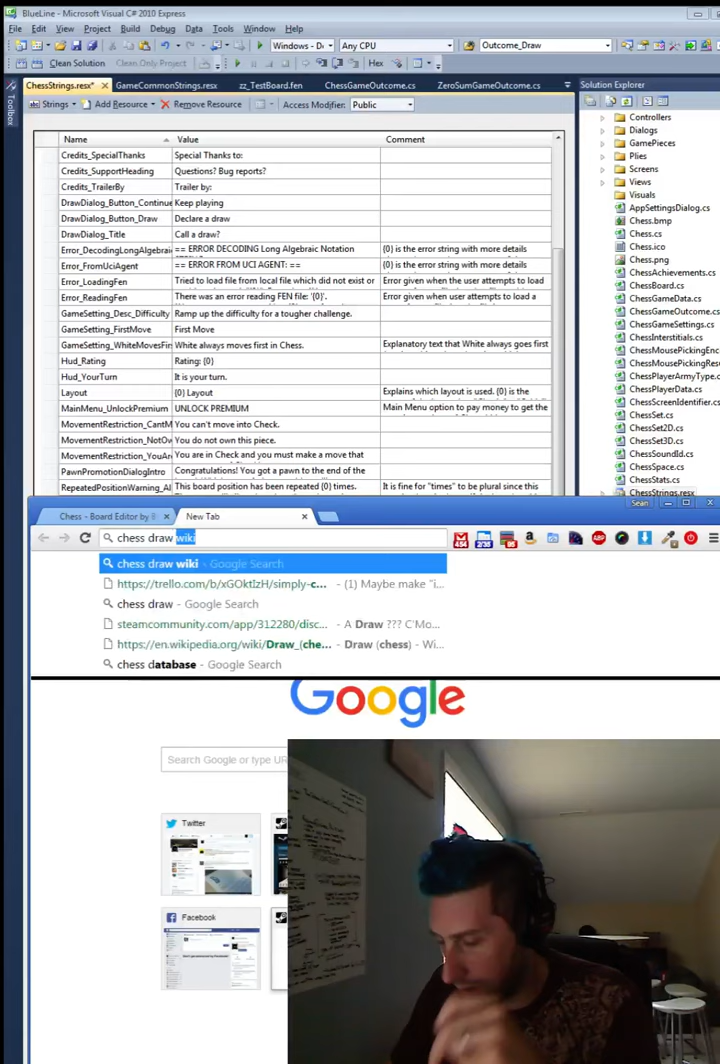 BlueLine - Microsoft Visual C# 2010 Express
File Edit View Project Build Debug Data Tools Window Help
Windows - D Any CPU Outcome_Draw
Clean Solution Clean Only Project Hex
ChessStrings.resx* GameCommonStrings.resx zz_TestBoard.fen ChessGameOutcome.cs ZeroSumGameOutcome.cs Solution Explorer
Toolbox
Strings Add Resource Remove Resource Access Modifier: Public
Name Value Comment
Credits_SpecialThanks Special Thanks to:
Credits_SupportHeading Questions? Bug reports?
Credits_TrailerBy Trailer by:
DrawDialog_Button_Continue Keep playing
DrawDialog_Button_Draw Declare a draw
DrawDialog_Title Call a draw?
Error_DecodingLongAlgebrai == ERROR DECODING Long Algebraic Notation {0} is the error string with more details
Error_FromUciAgent == ERROR FROM UCI AGENT: == {0} is the error string with more details
Error_LoadingFen Tried to load file from local file which did not exist or Error given when the user attempts to load
Error_ReadingFen There was an error reading FEN file: '{0}'. Error given when user attempts to load a
GameSetting_Desc_Difficulty Ramp up the difficulty for a tougher challenge.
GameSetting_FirstMove First Move
GameSetting_WhiteMovesFirs White always moves first in Chess. Explanatory text that White always goes first
Hud_Rating Rating: {0}
Hud_YourTurn It is your turn.
Layout {0} Layout Explains which layout is used. {0} is the
MainMenu_UnlockPremium UNLOCK PREMIUM Main Menu option to pay money to get the
MovementRestriction_CantM You can't move into Check.
MovementRestriction_NotOw You do not own this piece.
MovementRestriction_YouAre You are in Check and you must make a move that
PawnPromotionDialogIntro Congratulations! You got a pawn to the end of the
RepeatedPositionWarning_Al This board position has been repeated {0} times. It is fine for "times" to be plural since this
Controllers
Dialogs
GamePieces
Plies
Screens
Views
Visuals
AppSettingsDialog.cs
Chess.bmp
Chess.cs
Chess.ico
Chess.png
ChessAchievements.cs
ChessBoard.cs
ChessGameData.cs
ChessGameOutcome.cs
ChessGameSettings.cs
ChessInterstitials.cs
ChessMousePickingEnc
ChessMousePickingRes
ChessPlayerArmyType.c
ChessPlayerData.cs
ChessScreenIdentifier.cs
ChessSet.cs
ChessSet2D.cs
ChessSet3D.cs
ChessSoundId.cs
ChessSpace.cs
ChessStats.cs
ChessStrings.resx
Sean
Chess - Board Editor by B New Tab
chess draw wiki
454 2/35 95 ABP
chess draw wiki - Google Search
https://trello.com/b/xGOktIzH/simply-c... - (1) Maybe make "i...
chess draw - Google Search
steamcommunity.com/app/312280/disc... - A Draw ??? C'Mo...
https://en.wikipedia.org/wiki/Draw_(che... - Draw (chess) - Wi...
chess database - Google Search
Google
Search Google or type UR
Twitter
Facebook